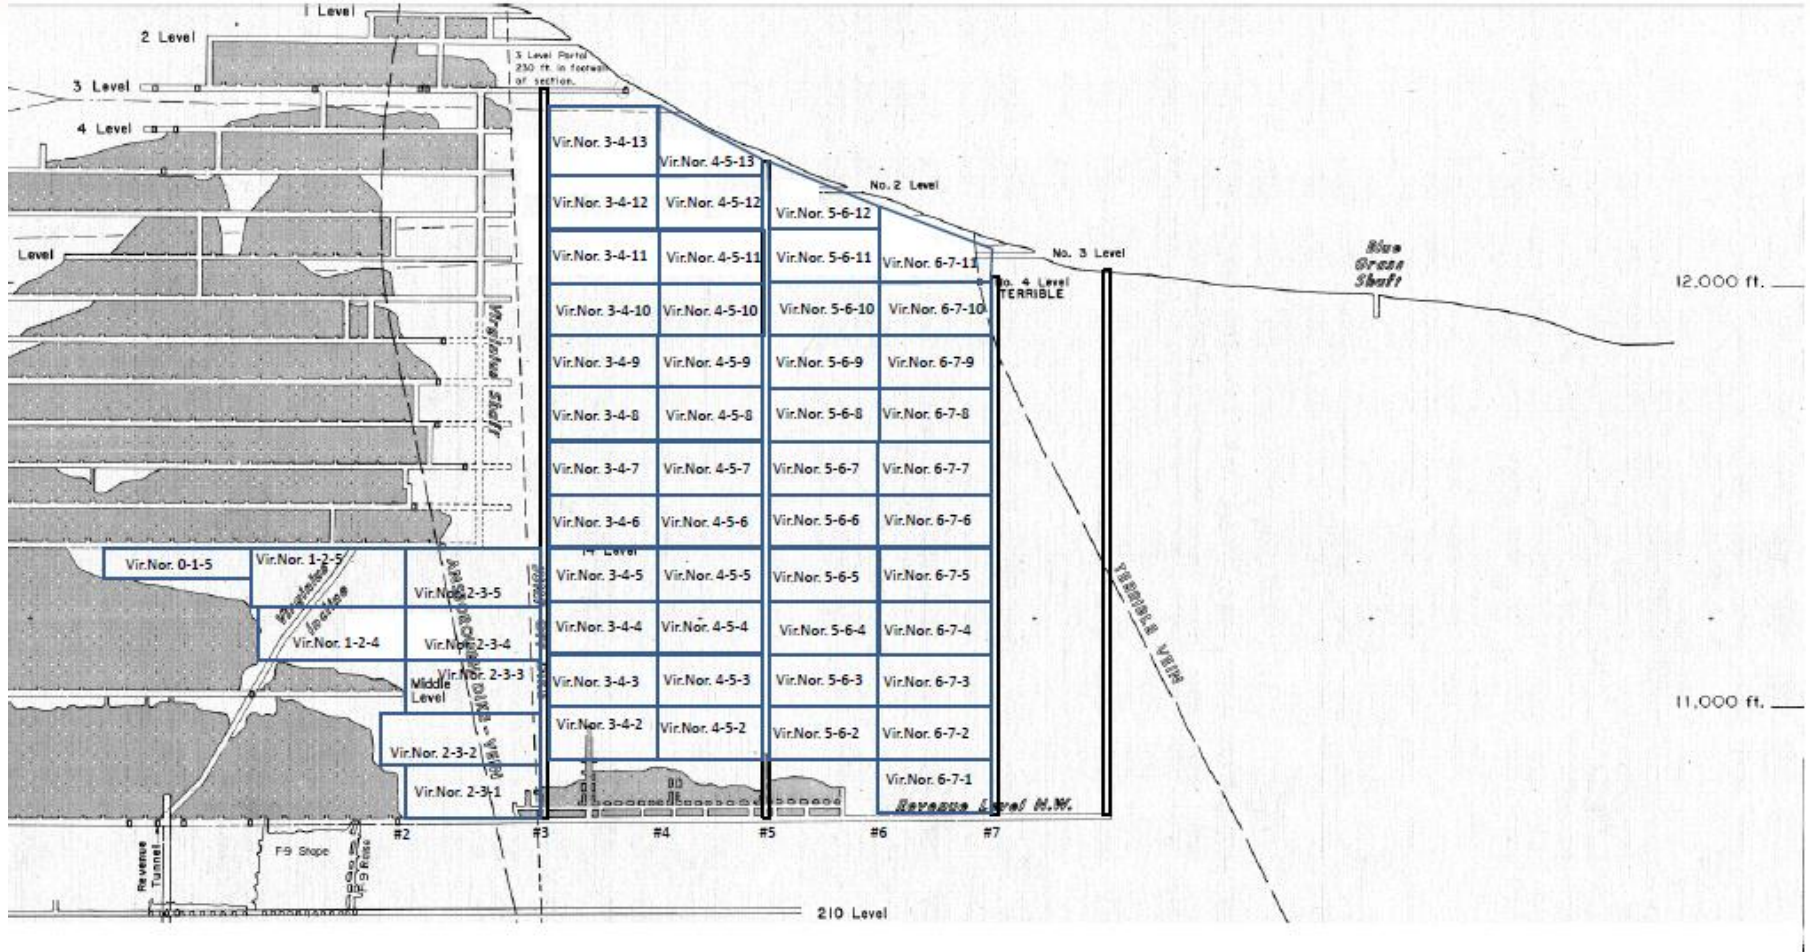 1 Level
2 Level
3 Level Portal
230 ft. in footwall
of section.
3 Level
4 Level
Vir.Nor. 3-4-13
Vir.Nor. 4-5-13
No. 2 Level
Vir.Nor. 3-4-12
Vir.Nor. 4-5-12
Vir.Nor. 5-6-12
Level
Vir.Nor. 3-4-11
Vir.Nor. 4-5-11
Vir.Nor. 5-6-11
Vir.Nor. 6-7-11
No. 3 Level
Blue
Grass
Shaft
No. 4 Level
TERRIBLE
12,000 ft.
Virginius Shaft
Vir.Nor. 3-4-10
Vir.Nor. 4-5-10
Vir.Nor. 5-6-10
Vir.Nor. 6-7-10
Vir.Nor. 3-4-9
Vir.Nor. 4-5-9
Vir.Nor. 5-6-9
Vir.Nor. 6-7-9
Vir.Nor. 3-4-8
Vir.Nor. 4-5-8
Vir.Nor. 5-6-8
Vir.Nor. 6-7-8
Vir.Nor. 3-4-7
Vir.Nor. 4-5-7
Vir.Nor. 5-6-7
Vir.Nor. 6-7-7
Vir.Nor. 3-4-6
Vir.Nor. 4-5-6
Vir.Nor. 5-6-6
Vir.Nor. 6-7-6
14 Level
Vir.Nor. 0-1-5
Vir.Nor. 1-2-5
Vir.Nor. 2-3-5
Vir.Nor. 3-4-5
Vir.Nor. 4-5-5
Vir.Nor. 5-6-5
Vir.Nor. 6-7-5
Virginius
Incline
Vir.Nor. 1-2-4
Vir.Nor. 2-3-4
Vir.Nor. 3-4-4
Vir.Nor. 4-5-4
Vir.Nor. 5-6-4
Vir.Nor. 6-7-4
TERRIBLE VEIN
Vir.Nor. 2-3-3
Middle
Level
Vir.Nor. 3-4-3
Vir.Nor. 4-5-3
Vir.Nor. 5-6-3
Vir.Nor. 6-7-3
DIKE - VEIN
11,000 ft.
Vir.Nor. 2-3-2
Vir.Nor. 3-4-2
Vir.Nor. 4-5-2
Vir.Nor. 5-6-2
Vir.Nor. 6-7-2
Vir.Nor. 2-3-1
Vir.Nor. 6-7-1
Revenue Level N.W.
#2
#3
#4
#5
#6
#7
Revenue
Tunnel
F-9 Stope
F-9 Raise
210 Level